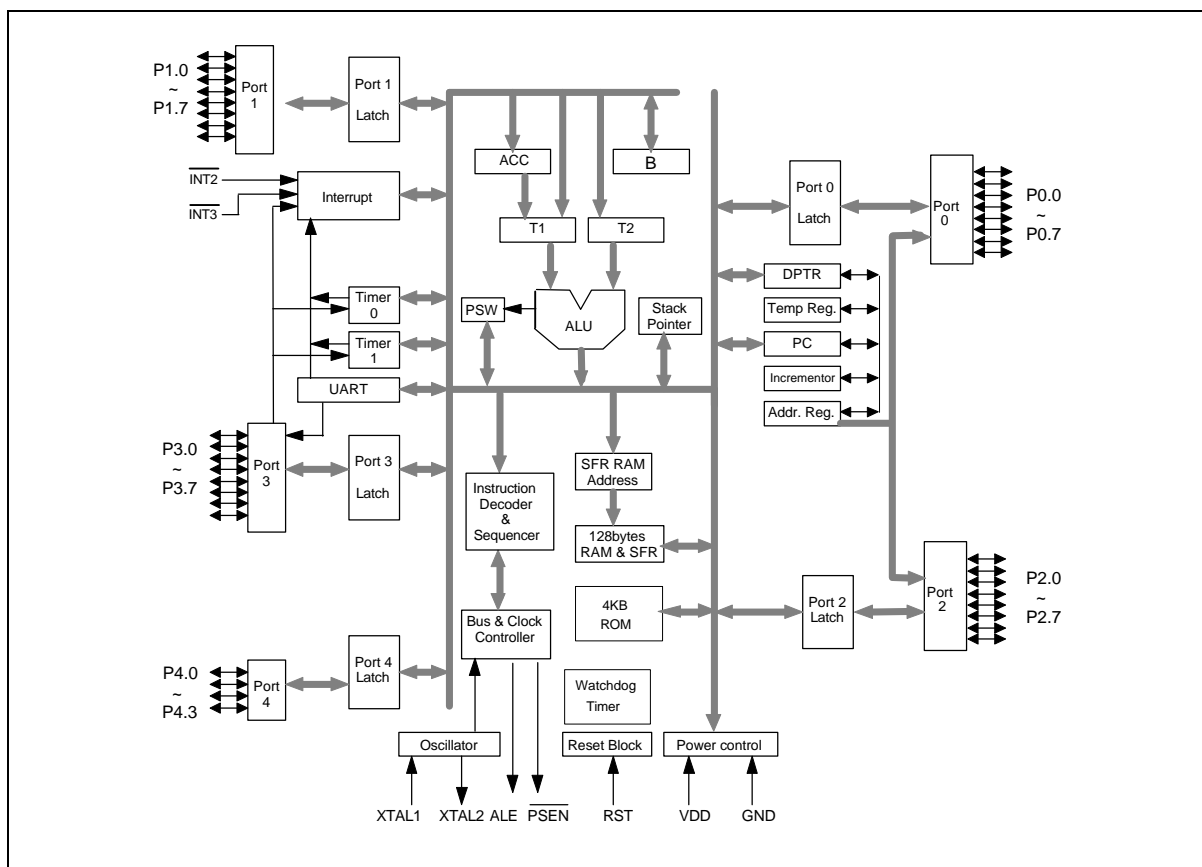 P1.0
~
P1.7
Port
1
Port
1
Latch
INT2
INT3
Interrupt
Timer
0
Timer
1
UART
P3.0
~
P3.7
Port
3
Port
3
Latch
P4.0
~
P4.3
Port
4
Port 4
Latch
ACC
B
T1
T2
PSW
ALU
Stack
Pointer
Instruction
Decoder
&
Sequencer
SFR RAM
Address
128bytes
RAM & SFR
4KB
ROM
Bus & Clock
Controller
Watchdog
Timer
Oscillator
Reset Block
Power control
XTAL1
XTAL2
ALE
PSEN
RST
VDD
GND
Port 0
Latch
Port
0
P0.0
~
P0.7
DPTR
Temp Reg.
PC
Incrementor
Addr. Reg.
Port 2
Latch
Port
2
P2.0
~
P2.7